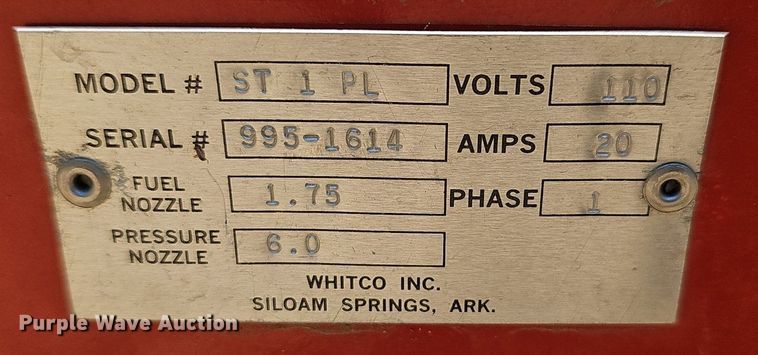 MODEL # ST 1 PL VOLTS 110
SERIAL # 995-1614 AMPS 20
FUEL NOZZLE 1.75 PHASE 1
PRESSURE NOZZLE 6.0
WHITCO INC.
SILOAM SPRINGS, ARK.
Purple Wave Auction